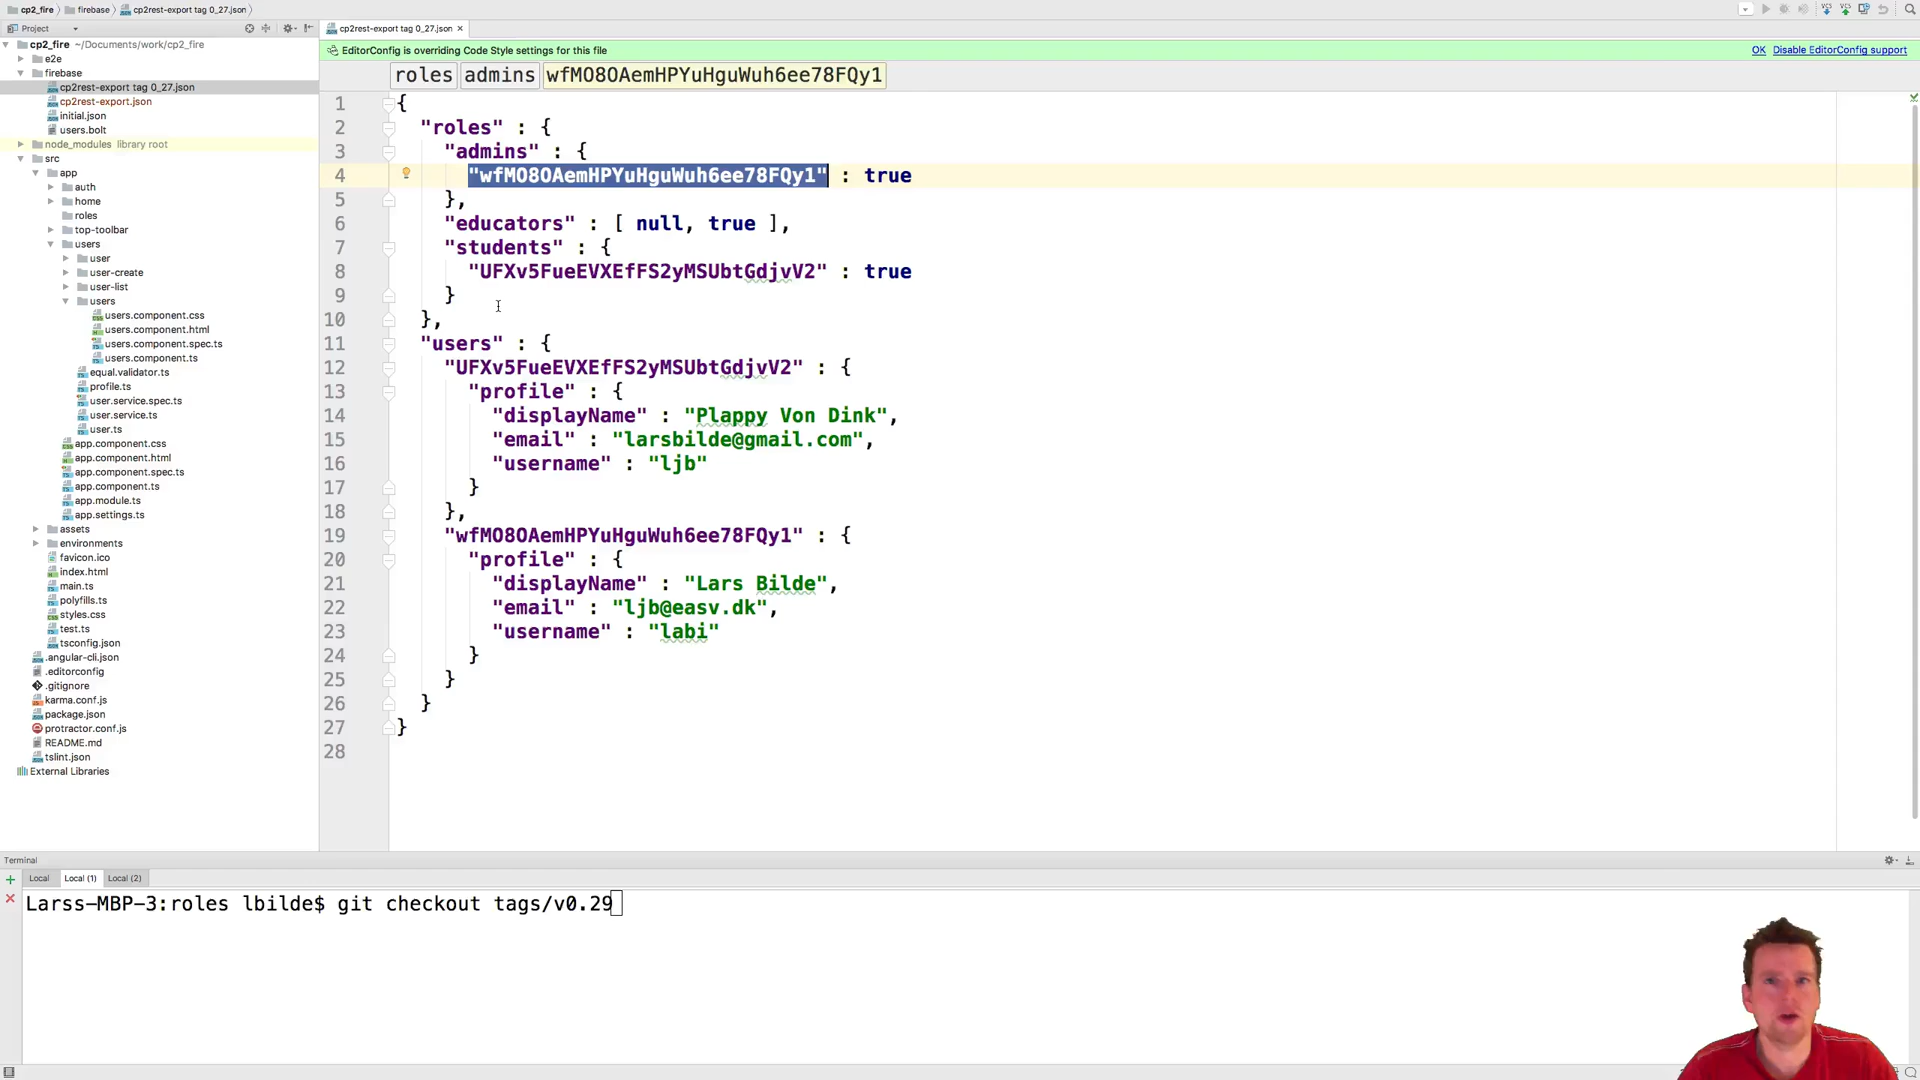 cp2_fire firebase cp2rest-export tag 0_27.json
Project
cp2rest-export tag 0_27.json
cp2_fire ~/Documents/work/cp2_fire
e2e
firebase
cp2rest-export tag 0_27.json
cp2rest-export.json
initial.json
users.bolt
node_modules library root
src
app
auth
home
roles
top-toolbar
users
user
user-create
user-list
users
users.component.css
users.component.html
users.component.spec.ts
users.component.ts
equal.validator.ts
profile.ts
user.service.spec.ts
user.service.ts
user.ts
app.component.css
app.component.html
app.component.spec.ts
app.component.ts
app.module.ts
app.settings.ts
assets
environments
favicon.ico
index.html
main.ts
polyfills.ts
styles.css
test.ts
tsconfig.json
.angular-cli.json
.editorconfig
.gitignore
karma.conf.js
package.json
protractor.conf.js
README.md
tslint.json
External Libraries
EditorConfig is overriding Code Style settings for this file
OK Disable EditorConfig support
roles admins wfMO8OAemHPYuHguWuh6ee78FQy1
1 {
2 "roles" : {
3 "admins" : {
4 "wfMO8OAemHPYuHguWuh6ee78FQy1" : true
5 },
6 "educators" : [ null, true ],
7 "students" : {
8 "UFXv5FueEVXEfFS2yMSUbtGdjvV2" : true
9 }
10 },
11 "users" : {
12 "UFXv5FueEVXEfFS2yMSUbtGdjvV2" : {
13 "profile" : {
14 "displayName" : "Plappy Von Dink",
15 "email" : "larsbilde@gmail.com",
16 "username" : "ljb"
17 }
18 },
19 "wfMO8OAemHPYuHguWuh6ee78FQy1" : {
20 "profile" : {
21 "displayName" : "Lars Bilde",
22 "email" : "ljb@easv.dk",
23 "username" : "labi"
24 }
25 }
26 }
27 }
28
Terminal
Local Local (1) Local (2)
Larss-MBP-3:roles lbilde$ git checkout tags/v0.29